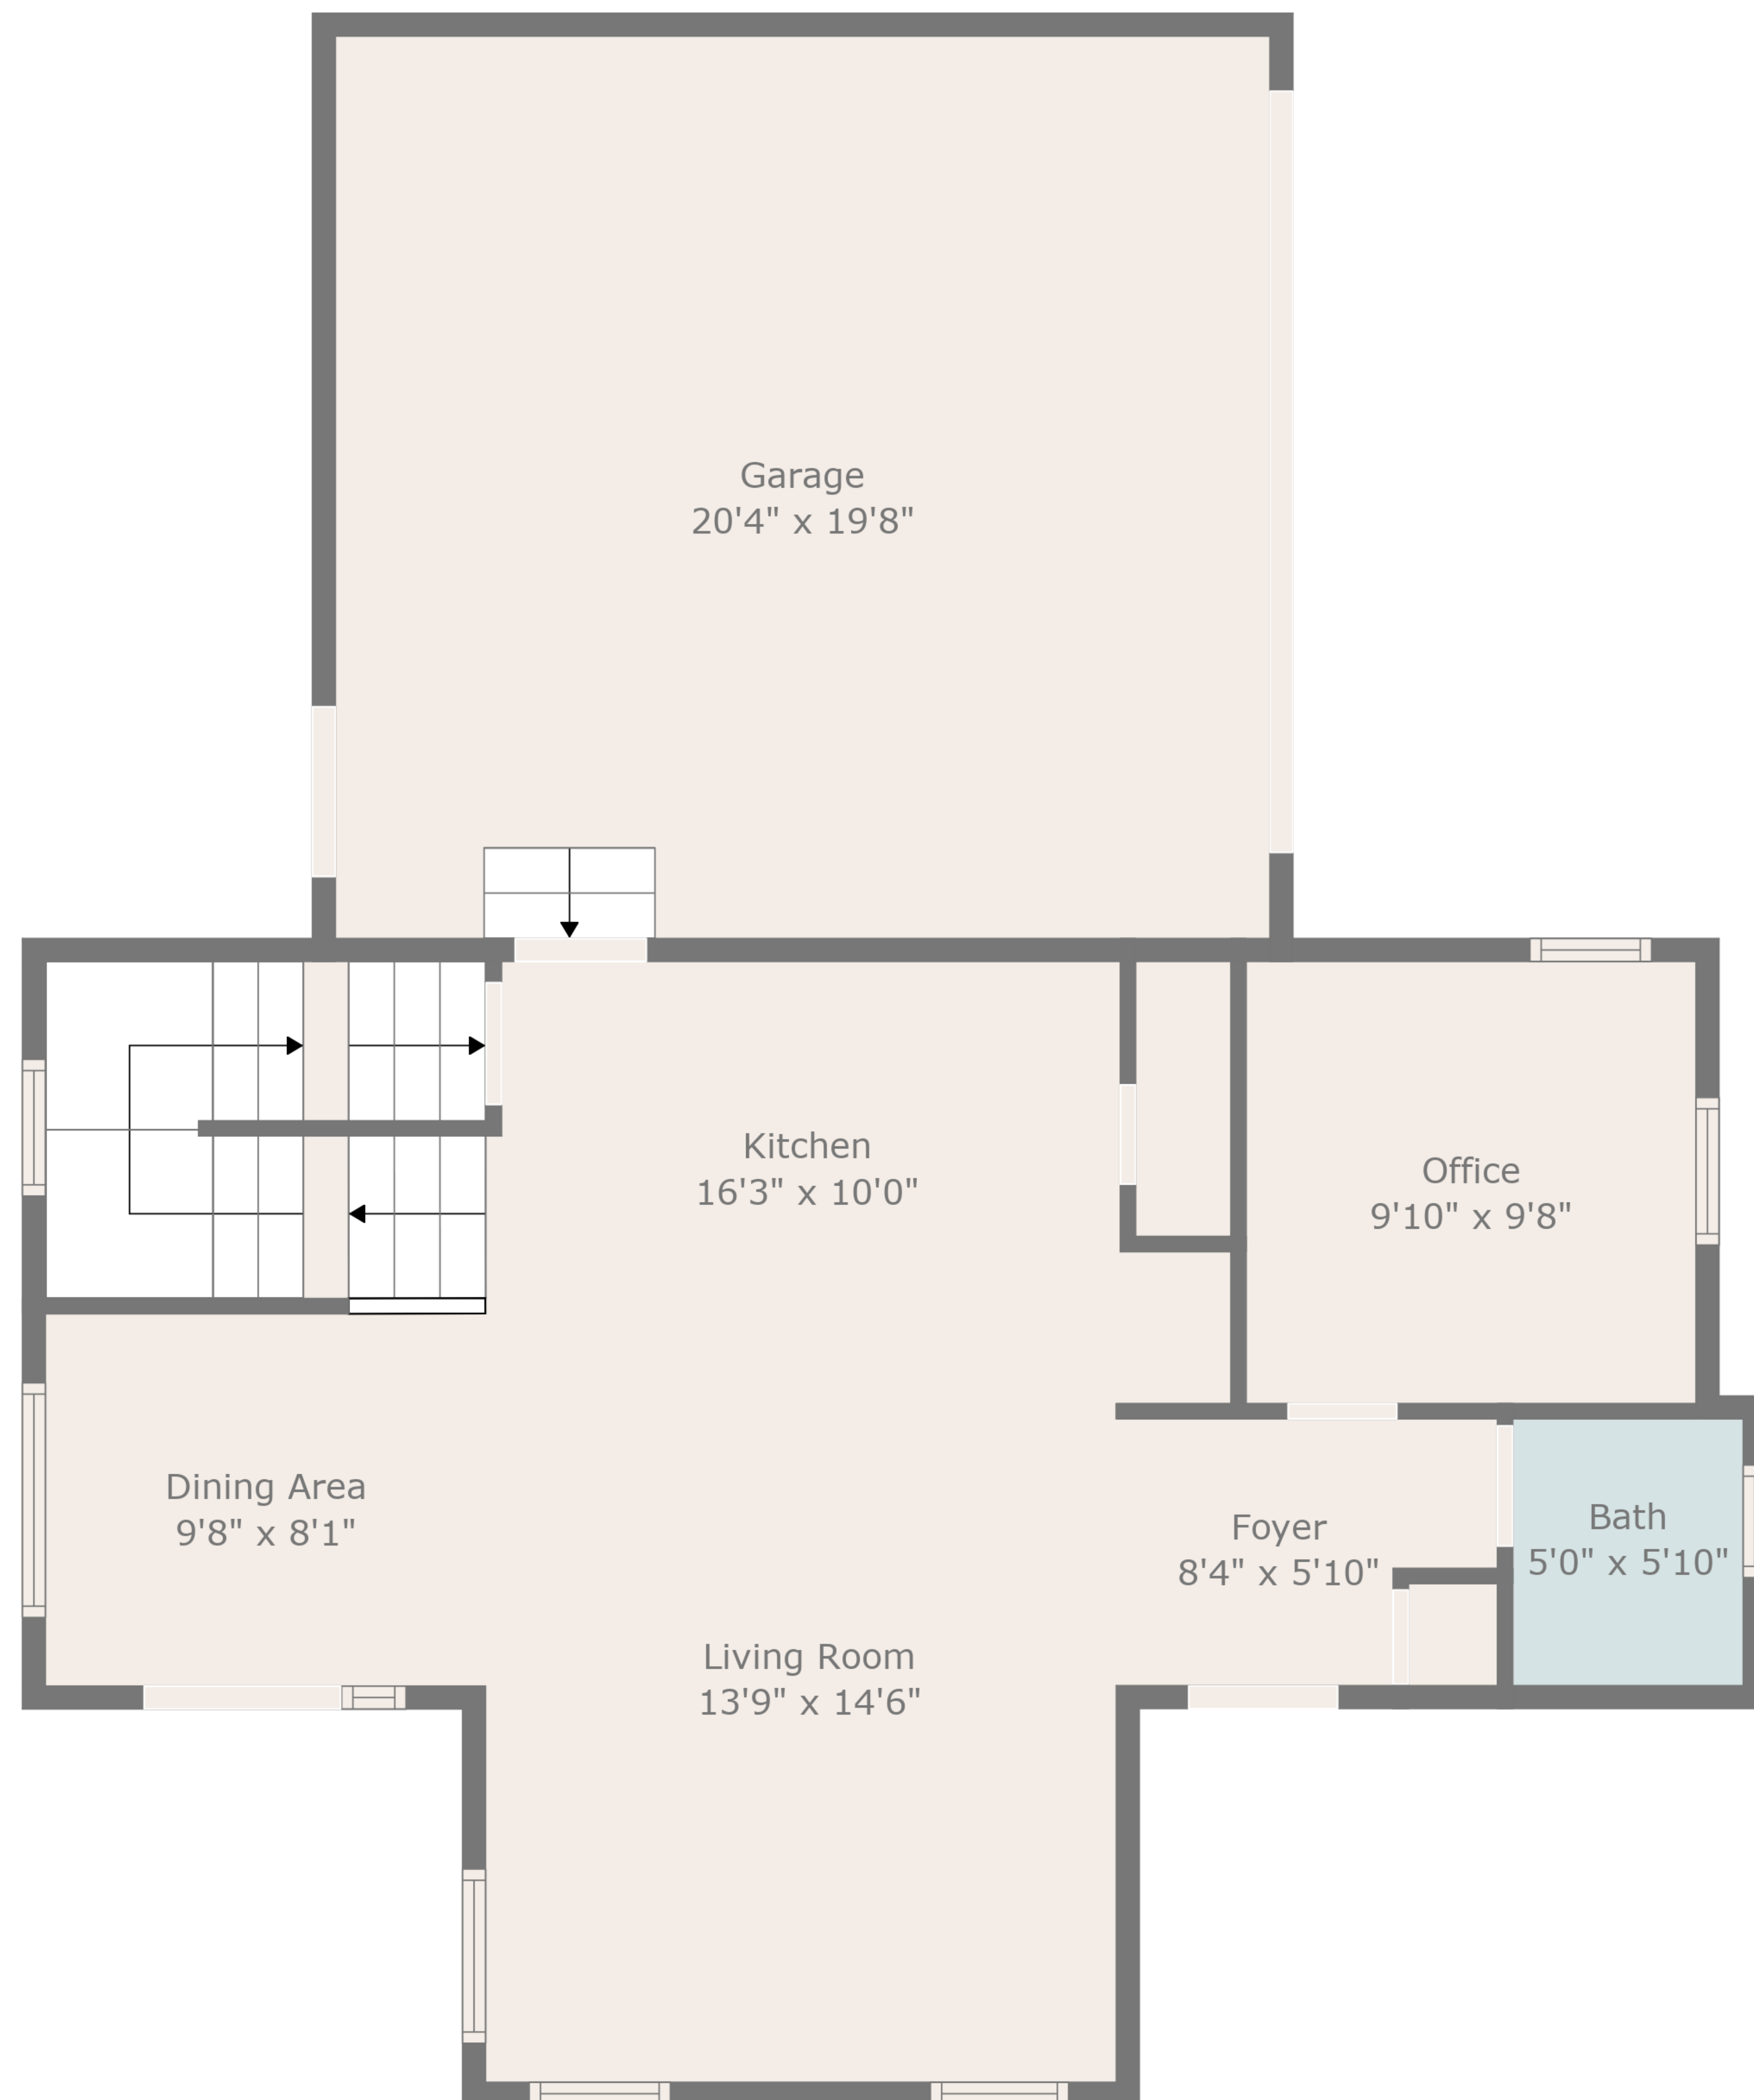 Garage
20'4" x 19'8"
Kitchen
16'3" x 10'0"
Office
9'10" x 9'8"
Dining Area
9'8" x 8'1"
Foyer
8'4" x 5'10"
Bath
5'0" x 5'10"
Living Room
13'9" x 14'6"